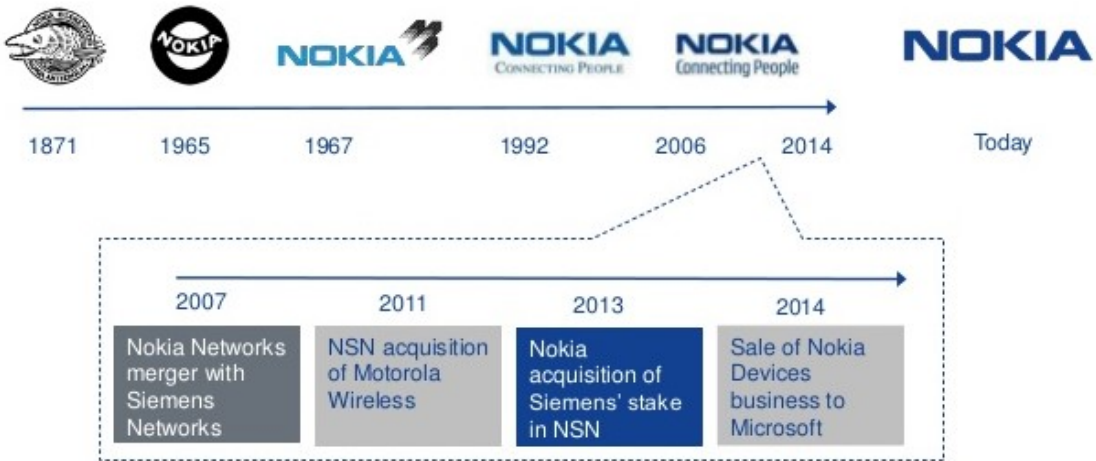 NOKIA
NOKIA
NOKIA
CONNECTING PEOPLE
NOKIA
Connecting People
NOKIA
1871
1965
1967
1992
2006
2014
Today
2007
2011
2013
2014
Nokia Networks
merger with
Siemens
Networks
NSN acquisition
of Motorola
Wireless
Nokia
acquisition of
Siemens' stake
in NSN
Sale of Nokia
Devices
business to
Microsoft